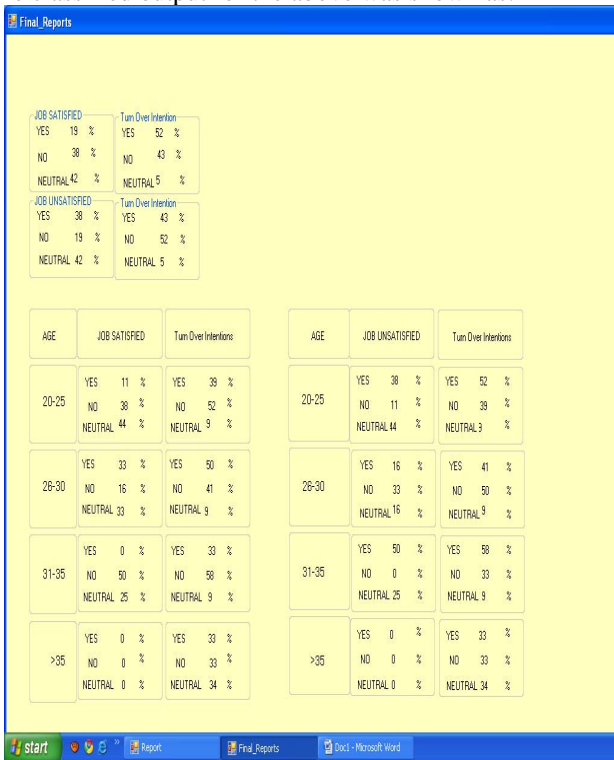 Final_Reports
JOB SATISFIED Turn Over Intention
YES 19 % YES 52 %
NO 38 % NO 43 %
NEUTRAL 42 % NEUTRAL 5 %
JOB UNSATISFIED Turn Over Intention
YES 38 % YES 43 %
NO 19 % NO 52 %
NEUTRAL 42 % NEUTRAL 5 %
AGE JOB SATISFIED Turn Over Intentions AGE JOB UNSATISFIED Turn Over Intentions
YES 11 % YES 39 % YES 38 % YES 52 %
20-25 NO 38 % NO 52 % 20-25 NO 11 % NO 39 %
NEUTRAL 44 % NEUTRAL 9 % NEUTRAL 44 % NEUTRAL 9 %
YES 33 % YES 50 % YES 16 % YES 41 %
26-30 NO 16 % NO 41 % 26-30 NO 33 % NO 50 %
NEUTRAL 33 % NEUTRAL 9 % NEUTRAL 16 % NEUTRAL 9 %
YES 0 % YES 33 % YES 50 % YES 58 %
31-35 NO 50 % NO 58 % 31-35 NO 0 % NO 33 %
NEUTRAL 25 % NEUTRAL 9 % NEUTRAL 25 % NEUTRAL 9 %
YES 0 % YES 33 % YES 0 % YES 33 %
>35 NO 0 % NO 33 % >35 NO 0 % NO 33 %
NEUTRAL 0 % NEUTRAL 34 % NEUTRAL 0 % NEUTRAL 34 %
start » Report Final_Reports Doc1 - Microsoft Word